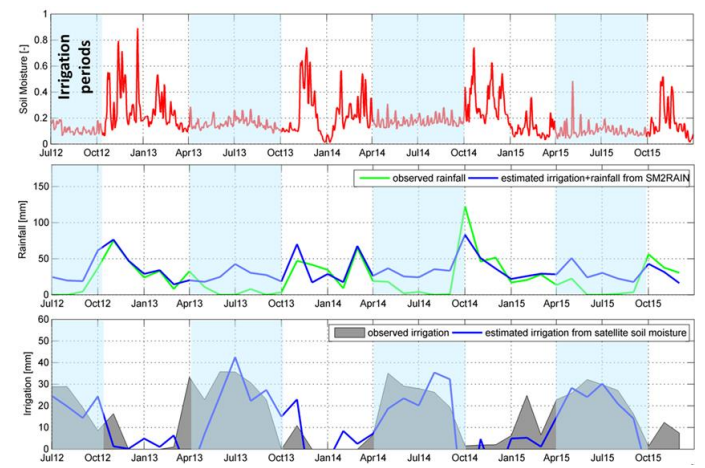 Soil Moisture [-]
1
0.8
0.6
0.4
0.2
0
Irrigation
periods
Jul12 Oct12 Jan13 Apr13 Jul13 Oct13 Jan14 Apr14 Jul14 Oct14 Jan15 Apr15 Jul15 Oct15
Rainfall [mm]
150
100
50
0
observed rainfall estimated irrigation+rainfall from SM2RAIN
Jul12 Oct12 Jan13 Apr13 Jul13 Oct13 Jan14 Apr14 Jul14 Oct14 Jan15 Apr15 Jul15 Oct15
Irrigation [mm]
60
50
40
30
20
10
0
observed irrigation estimated irrigation from satellite soil moisture
Jul12 Oct12 Jan13 Apr13 Jul13 Oct13 Jan14 Apr14 Jul14 Oct14 Jan15 Apr15 Jul15 Oct15